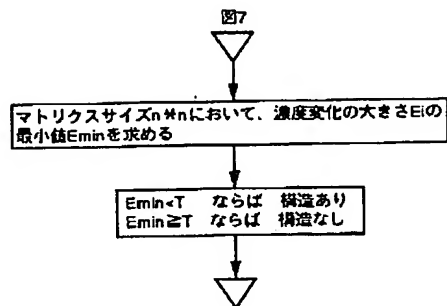 図7
マトリクスサイズn*nにおいて、濃度変化の大きさEiの
最小値Eminを求める
Emin<T ならば 構造あり
Emin≧T ならば 構造なし